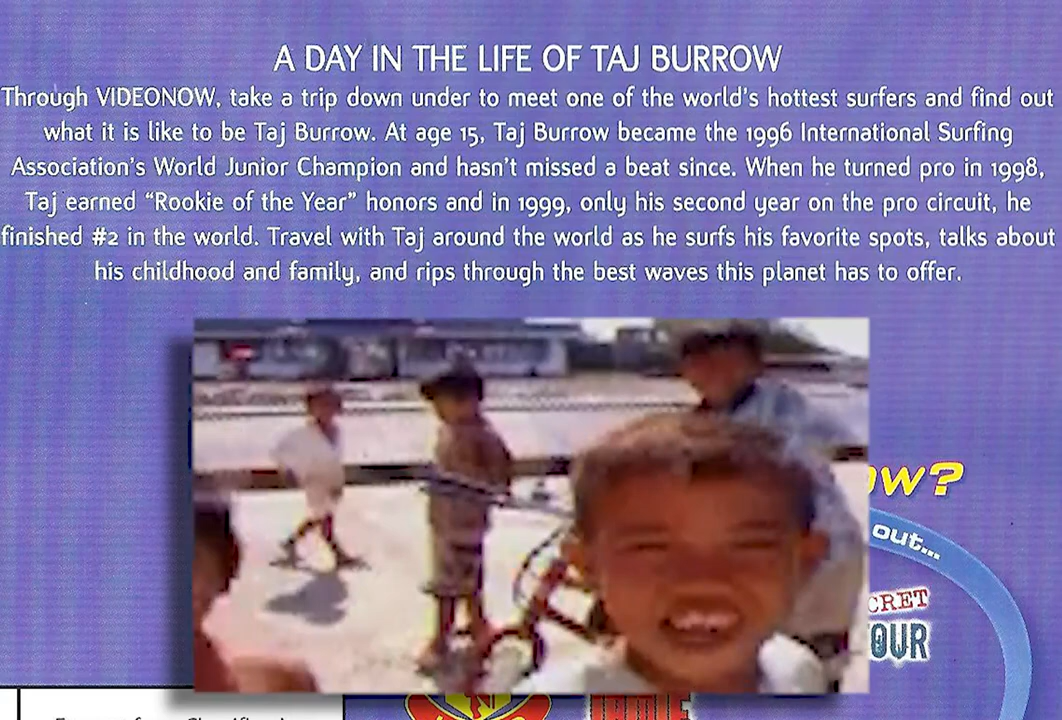 A DAY IN THE LIFE OF TAJ BURROW
Through VIDEONOW, take a trip down under to meet one of the world's hottest surfers and find out
what it is like to be Taj Burrow. At age 15, Taj Burrow became the 1996 International Surfing
Association's World Junior Champion and hasn't missed a beat since. When he turned pro in 1998,
Taj earned "Rookie of the Year" honors and in 1999, only his second year on the pro circuit, he
finished #2 in the world. Travel with Taj around the world as he surfs his favorite spots, talks about
his childhood and family, and rips through the best waves this planet has to offer.
ow?
out...
CRET
OUR